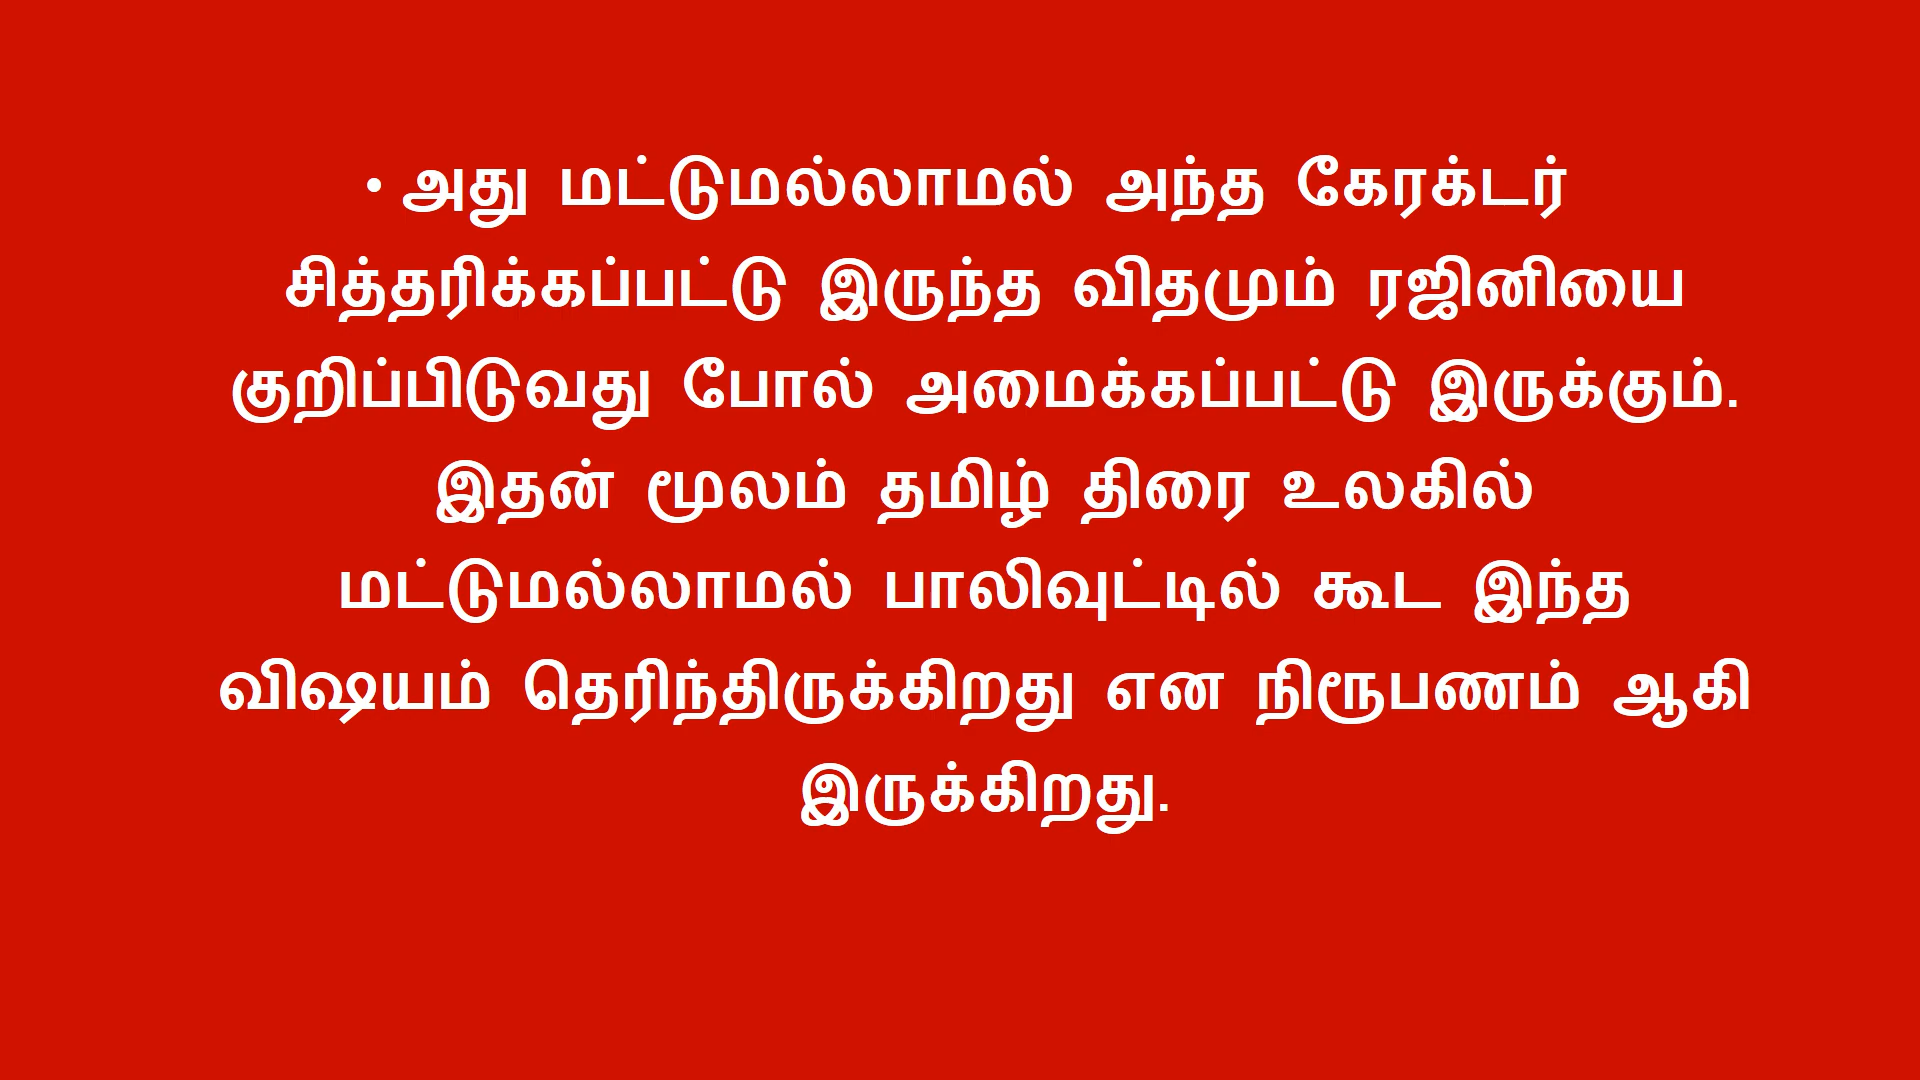 • அது மட்டுமல்லாமல் அந்த கேரக்டர்
சித்தரிக்கப்பட்டு இருந்த விதமும் ரஜினியை
குறிப்பிடுவது போல் அமைக்கப்பட்டு இருக்கும்.
இதன் மூலம் தமிழ் திரை உலகில்
மட்டுமல்லாமல் பாலிவுட்டில் கூட இந்த
விஷயம் தெரிந்திருக்கிறது என நிரூபணம் ஆகி
இருக்கிறது.